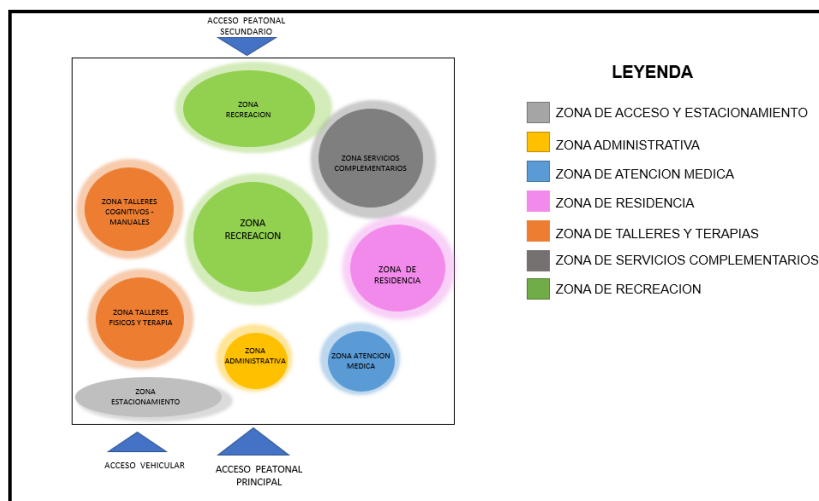 ACCESO PEATONAL
SECUNDARIO
ZONA
RECREACION
ZONA SERVICIOS
COMPLEMENTARIOS
ZONA TALLERES
COGNITIVOS -
MANUALES
ZONA
RECREACION
ZONA DE
RESIDENCIA
ZONA TALLERES
FISICOS Y TERAPIA
ZONA
ADMINISTRATIVA
ZONA ATENCION
MEDICA
ZONA
ESTACIONAMIENTO
ACCESO VEHICULAR
ACCESO PEATONAL
PRINCIPAL
LEYENDA
ZONA DE ACCESO Y ESTACIONAMIENTO
ZONA ADMINISTRATIVA
ZONA DE ATENCION MEDICA
ZONA DE RESIDENCIA
ZONA DE TALLERES Y TERAPIAS
ZONA DE SERVICIOS COMPLEMENTARIOS
ZONA DE RECREACION